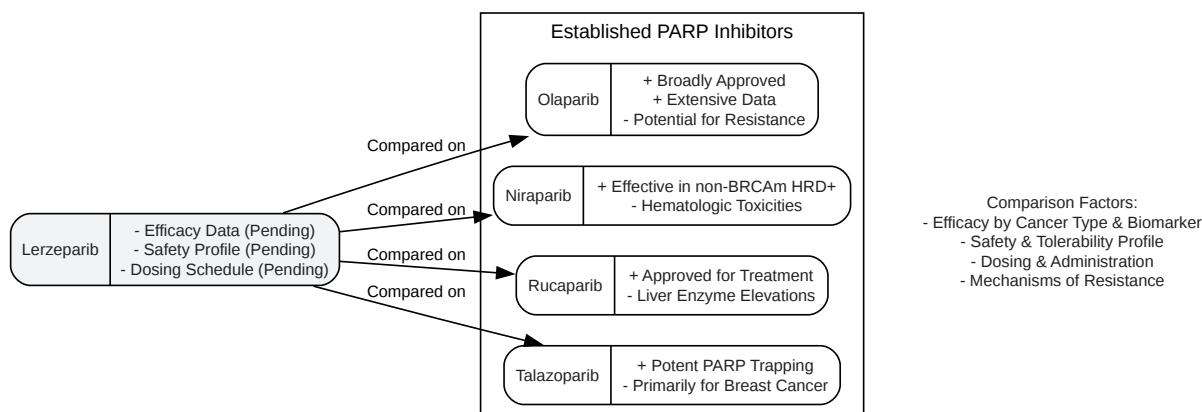 Established PARP Inhibitors
Olaparib
+ Broadly Approved
+ Extensive Data
- Potential for Resistance
Compared on
Niraparib
+ Effective in non-BRCAm HRD+
- Hematologic Toxicities
Compared on
Lerzeparib
- Efficacy Data (Pending)
- Safety Profile (Pending)
- Dosing Schedule (Pending)
Compared on
Rucaparib
+ Approved for Treatment
- Liver Enzyme Elevations
Compared on
Talazoparib
+ Potent PARP Trapping
- Primarily for Breast Cancer
Comparison Factors:
- Efficacy by Cancer Type & Biomarker
- Safety & Tolerability Profile
- Dosing & Administration
- Mechanisms of Resistance